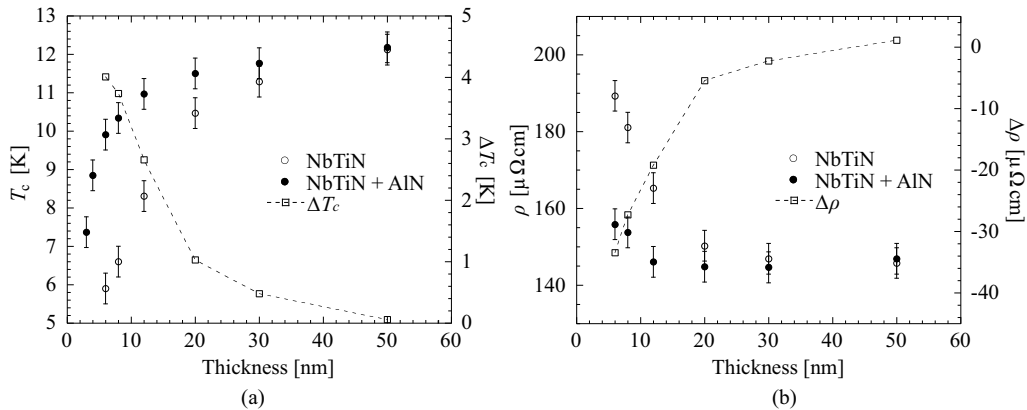 13
12
11
10
9
8
7
6
5
T_c [K]
5
4
3
2
1
0
ΔT_c [K]
NbTiN
NbTiN + AlN
ΔT_c
0 10 20 30 40 50 60
Thickness [nm]
(a)
200
180
160
140
ρ [μΩcm]
0
-10
-20
-30
-40
Δρ [μΩcm]
NbTiN
NbTiN + AlN
Δρ
0 10 20 30 40 50 60
Thickness [nm]
(b)